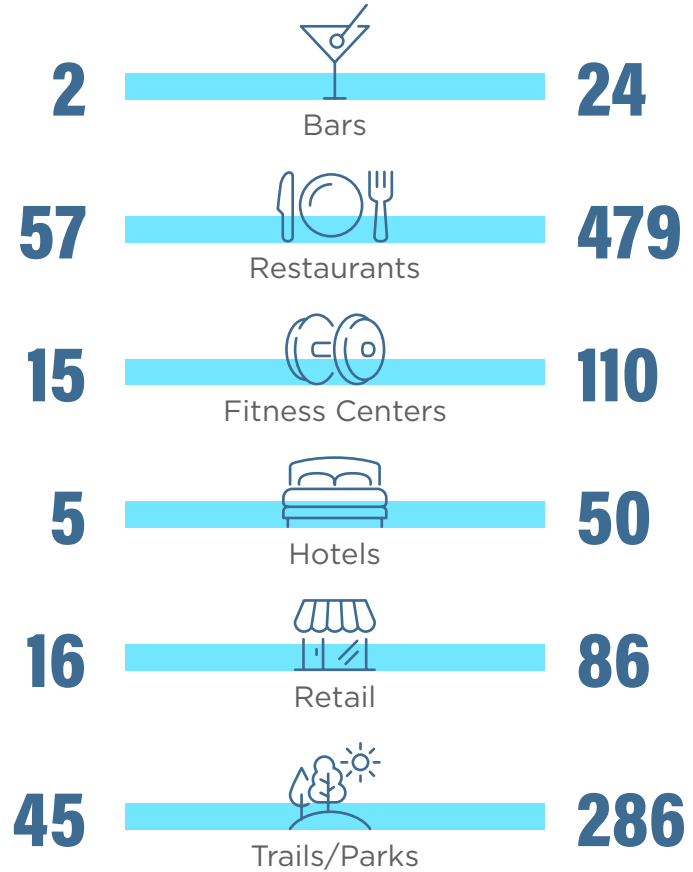 2 24
Bars
57 479
Restaurants
15 110
Fitness Centers
5 50
Hotels
16 86
Retail
45 286
Trails/Parks